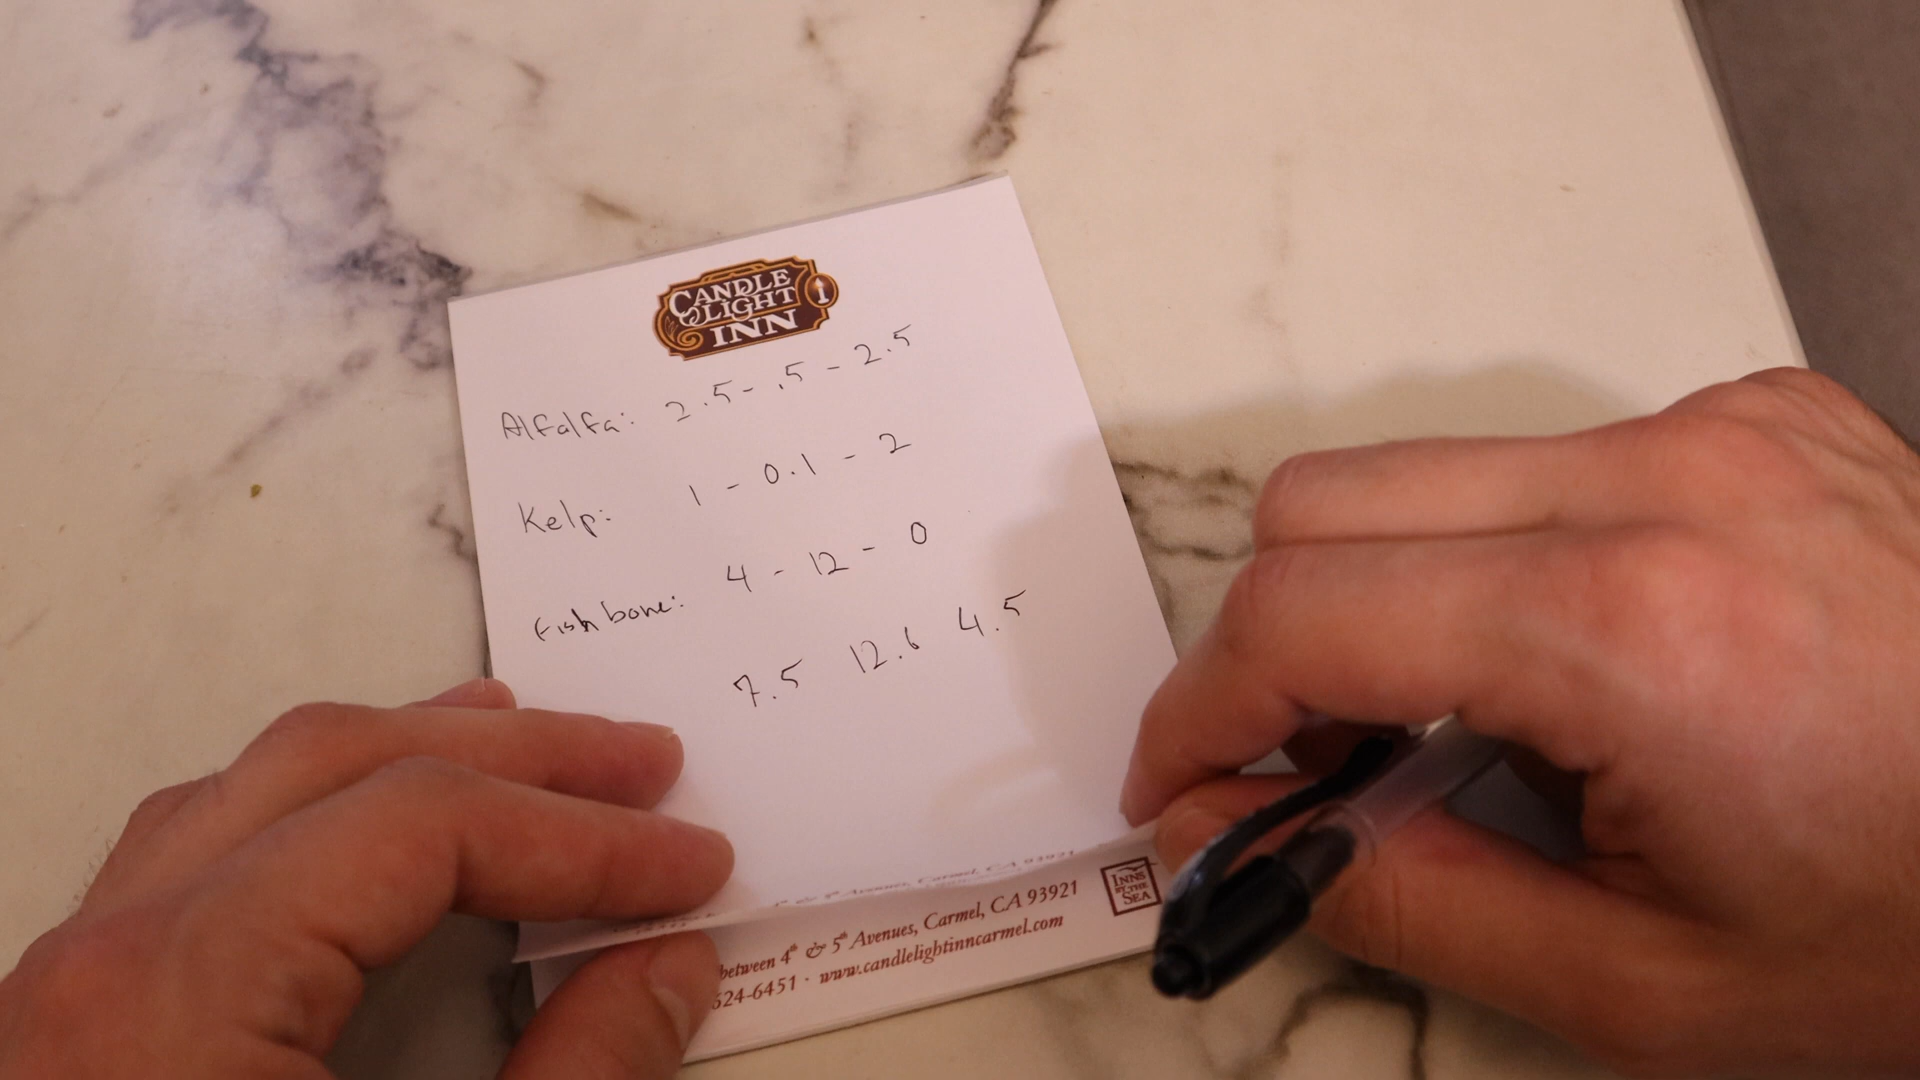 CANDLE
LIGHT
INN
Alfalfa: 2.5 - .5 - 2.5
Kelp: 1 - 0.1 - 2
Fishbone: 4 - 12 - 0
7.5 12.6 4.5
Avenues, Carmel, CA 93921
between 4th & 5th Avenues, Carmel, CA 93921
624-6451 · www.candlelightinncarmel.com
INNS
BY THE
SEA